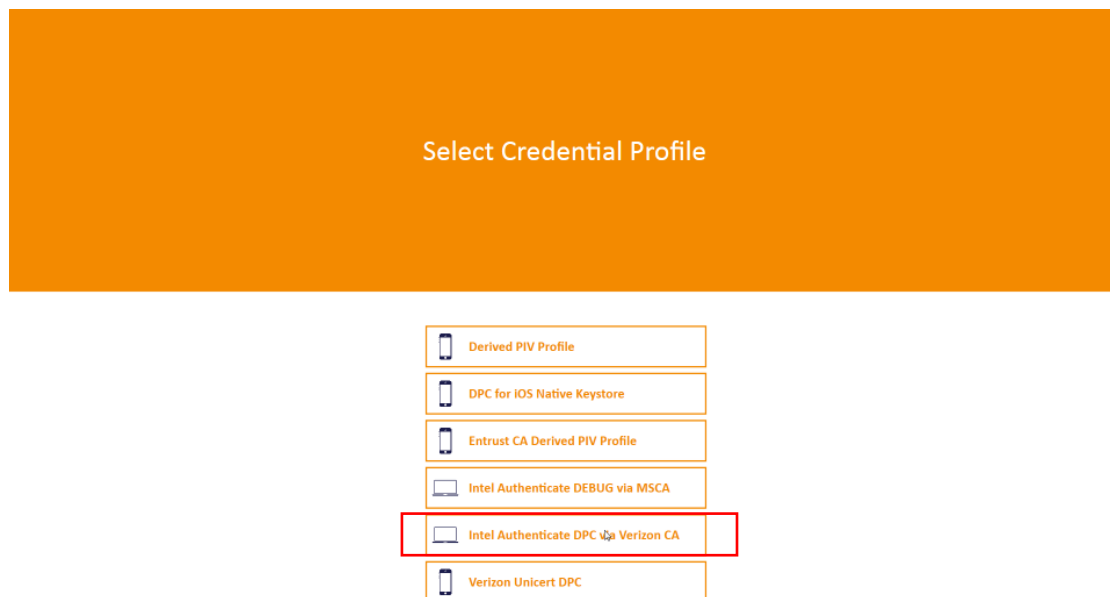 Select Credential Profile
Derived PIV Profile
DPC for iOS Native Keystore
Entrust CA Derived PIV Profile
Intel Authenticate DEBUG via MSCA
Intel Authenticate DPC via Verizon CA
Verizon Unicert DPC